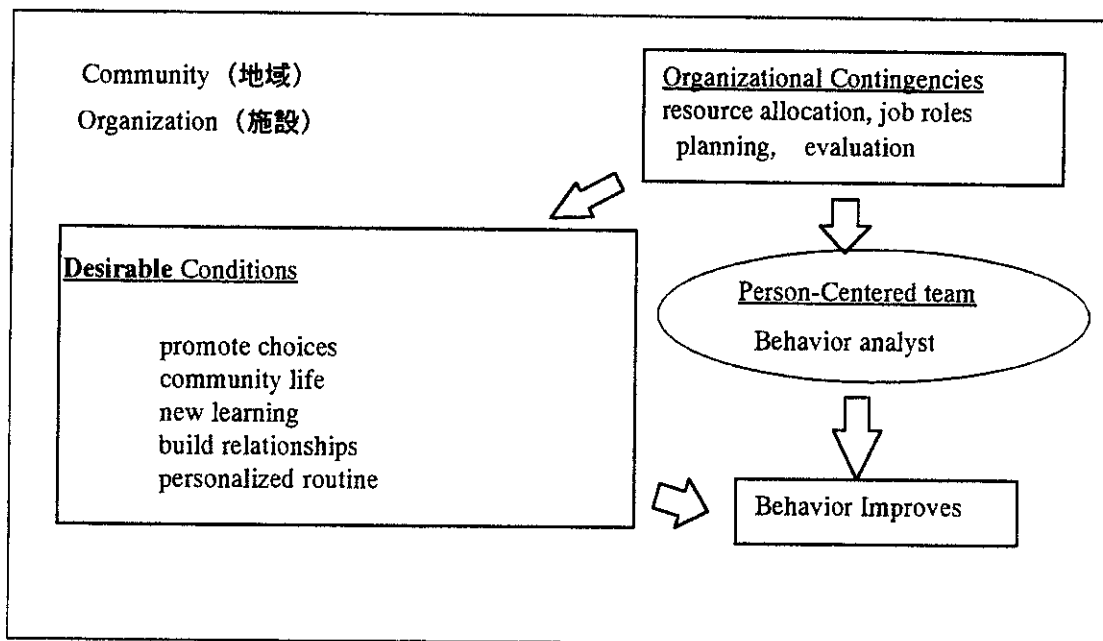 Community（地域）
Organization（施設）
Organizational Contingencies
resource allocation, job roles
planning, evaluation
Desirable Conditions
promote choices
community life
new learning
build relationships
personalized routine
Person-Centered team
Behavior analyst
Behavior Improves